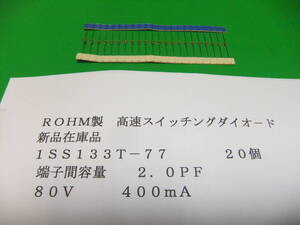 ＲＯＨＭ製　高速スイッチングダイオード
新品在庫品
１ＳＳ１３３Ｔ－７７　　２０個
端子間容量　２．０ＰＦ
８０Ｖ　４００ｍＡ